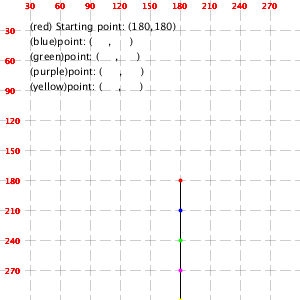 30 60 90 120 150 180 210 240 270
30
(red) Starting point: (180,180)
(blue)point: (    ,    )
(green)point: (    ,    )
60
(purple)point: (    ,    )
(yellow)point: (    ,    )
90
120
150
180
210
240
270